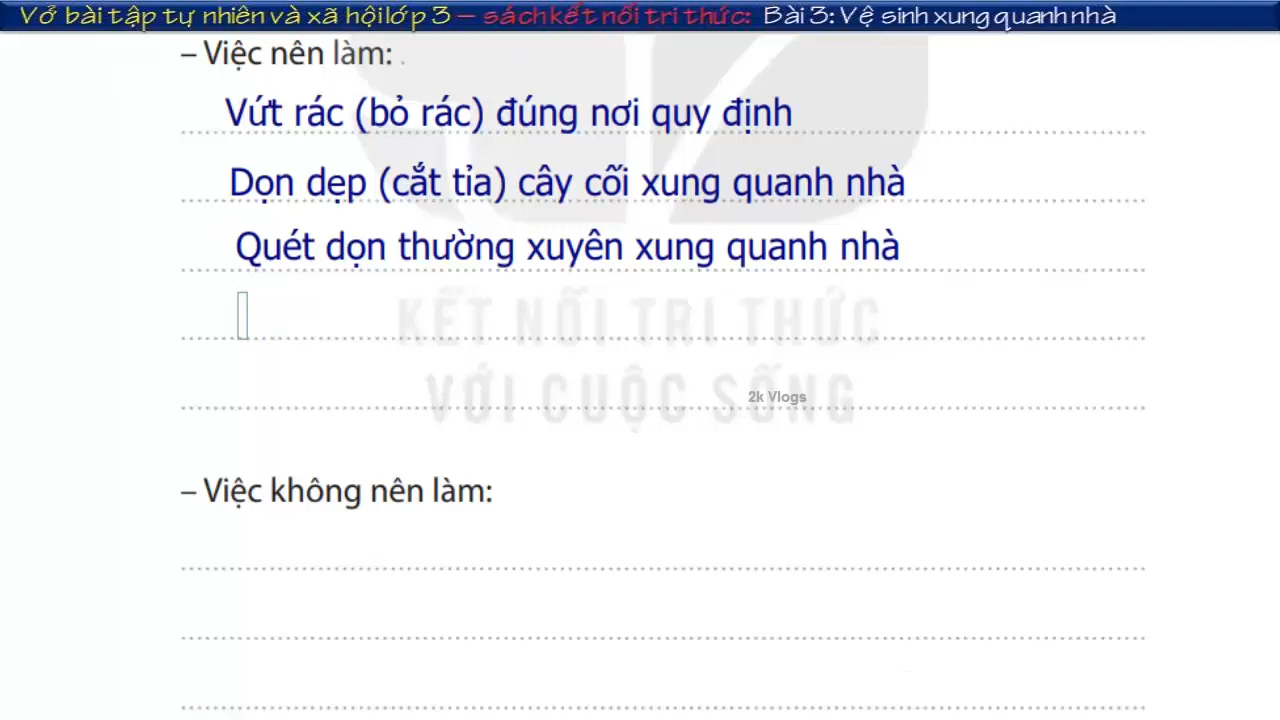 Vở bài tập tự nhiên và xã hội lớp 3 – sách kết nối tri thức: Bài 3: Vệ sinh xung quanh nhà
– Việc nên làm:
Vứt rác (bỏ rác) đúng nơi quy định
Dọn dẹp (cắt tỉa) cây cối xung quanh nhà
Quét dọn thường xuyên xung quanh nhà
KẾT NỐI TRI THỨC
VỚI CUỘC SỐNG
2k Vlogs
– Việc không nên làm: